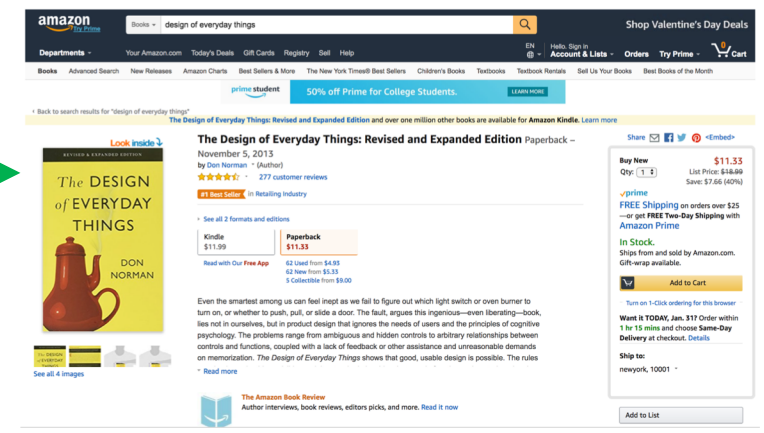 amazon
Try Prime
Books
design of everyday things
Shop Valentine's Day Deals
Departments
Your Amazon.com Today's Deals Gift Cards Registry Sell Help
EN
Hello. Sign in
Account & Lists
Orders
Try Prime
0
Cart
Books Advanced Search New Releases Amazon Charts Best Sellers & More The New York Times® Best Sellers Children's Books Textbooks Textbook Rentals Sell Us Your Books Best Books of the Month
prime student
50% off Prime for College Students.
LEARN MORE
‹ Back to search results for "design of everyday things"
The Design of Everyday Things: Revised and Expanded Edition and over one million other books are available for Amazon Kindle. Learn more
Look inside
REVISED & EXPANDED EDITION
The DESIGN
of EVERYDAY
THINGS
DON
NORMAN
See all 4 images
The Design of Everyday Things: Revised and Expanded Edition Paperback –
November 5, 2013
by Don Norman (Author)
277 customer reviews
#1 Best Seller in Retailing Industry
See all 2 formats and editions
Kindle
$11.99
Paperback
$11.33
Read with Our Free App
62 Used from $4.93
62 New from $5.33
5 Collectible from $9.00
Even the smartest among us can feel inept as we fail to figure out which light switch or oven burner to
turn on, or whether to push, pull, or slide a door. The fault, argues this ingenious—even liberating—book,
lies not in ourselves, but in product design that ignores the needs of users and the principles of cognitive
psychology. The problems range from ambiguous and hidden controls to arbitrary relationships between
controls and functions, coupled with a lack of feedback or other assistance and unreasonable demands
on memorization. The Design of Everyday Things shows that good, usable design is possible. The rules
Read more
The Amazon Book Review
Author interviews, book reviews, editors picks, and more. Read it now
Share <Embed>
Buy New
$11.33
Qty: 1
List Price: $18.99
Save: $7.66 (40%)
prime
FREE Shipping on orders over $25
—or get FREE Two-Day Shipping with
Amazon Prime
In Stock.
Ships from and sold by Amazon.com.
Gift-wrap available.
Add to Cart
Turn on 1-Click ordering for this browser
Want it TODAY, Jan. 31? Order within
1 hr 15 mins and choose Same-Day
Delivery at checkout. Details
Ship to:
newyork, 10001
Add to List